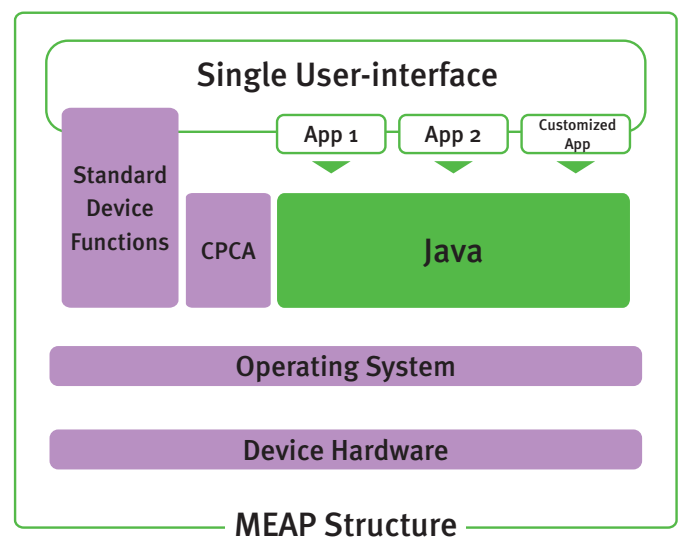 Single User-interface
App 1
App 2
Customized
App
Standard
Device
Functions
CPCA
Java
Operating System
Device Hardware
MEAP Structure